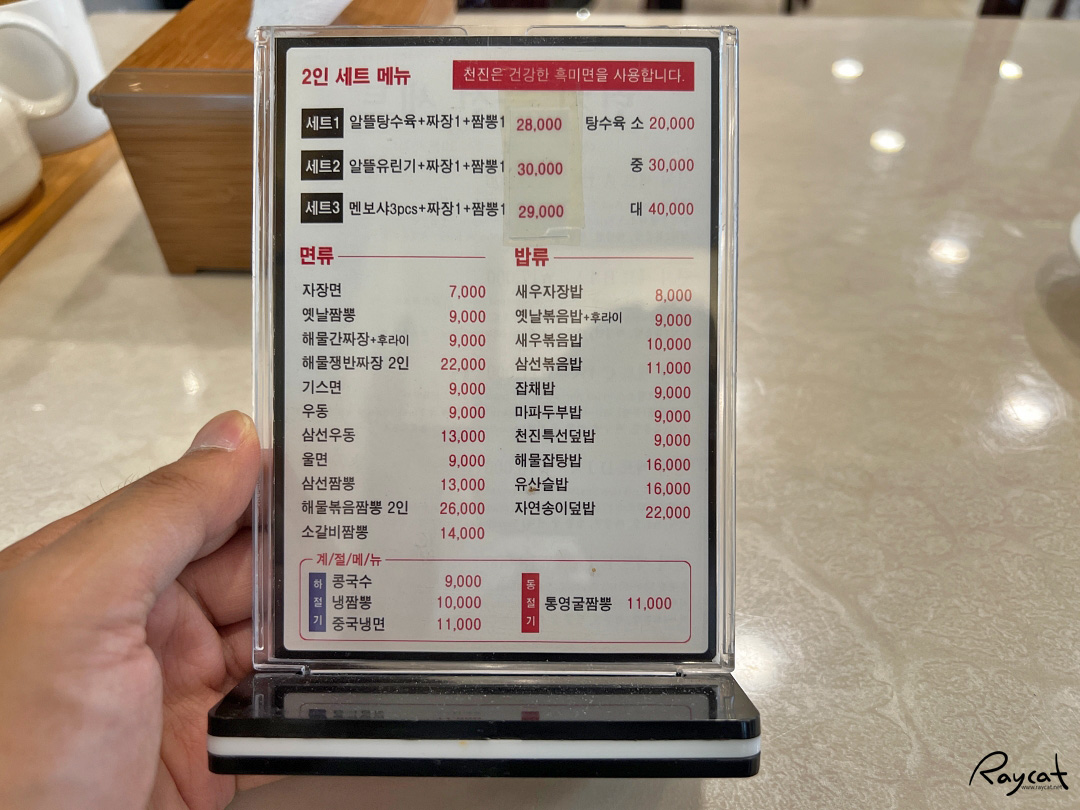 2인 세트 메뉴
천진은 건강한 흑미면을 사용합니다.
세트1 알뜰탕수육+짜장1+짬뽕1 28,000 탕수육 소 20,000
세트2 알뜰유린기+짜장1+짬뽕1 30,000 중 30,000
세트3 멘보샤3pcs+짜장1+짬뽕1 29,000 대 40,000
면류
자장면 7,000
옛날짬뽕 9,000
해물간짜장+후라이 9,000
해물쟁반짜장 2인 22,000
기스면 9,000
우동 9,000
삼선우동 13,000
울면 9,000
삼선짬뽕 13,000
해물볶음짬뽕 2인 26,000
소갈비짬뽕 14,000
밥류
새우자장밥 8,000
옛날볶음밥+후라이 9,000
새우볶음밥 10,000
삼선볶음밥 11,000
잡채밥 9,000
마파두부밥 9,000
천진특선덮밥 9,000
해물잡탕밥 16,000
유산슬밥 16,000
자연송이덮밥 22,000
계/절/메/뉴
하절기
콩국수 9,000
냉짬뽕 10,000
중국냉면 11,000
동절기
통영굴짬뽕 11,000
Raycat
www.raycat.net